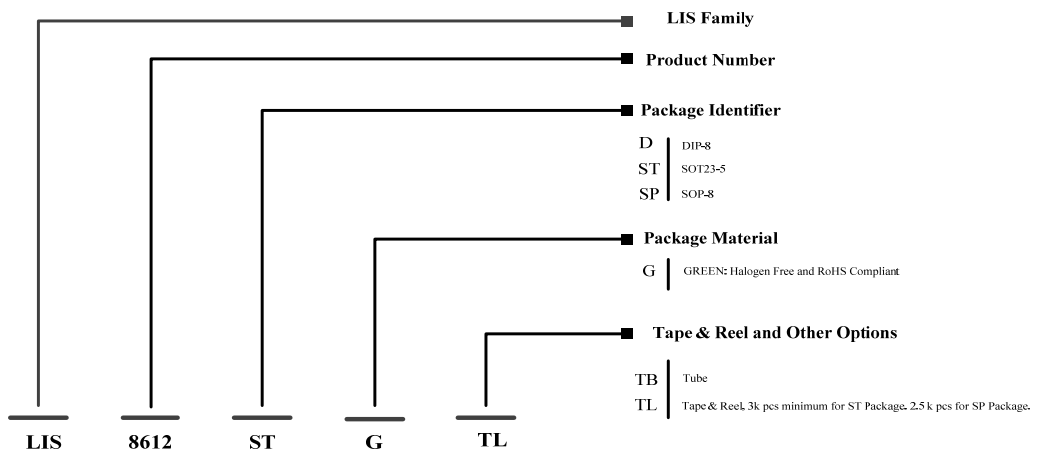 LIS Family
Product Number
Package Identifier
D DIP-8
ST SOT23-5
SP SOP-8
Package Material
G GREEN: Halogen Free and RoHS Compliant
Tape & Reel and Other Options
TB Tube
TL Tape & Reel, 3k pcs minimum for ST Package. 2.5 k pcs for SP Package.
LIS 8612 ST G TL